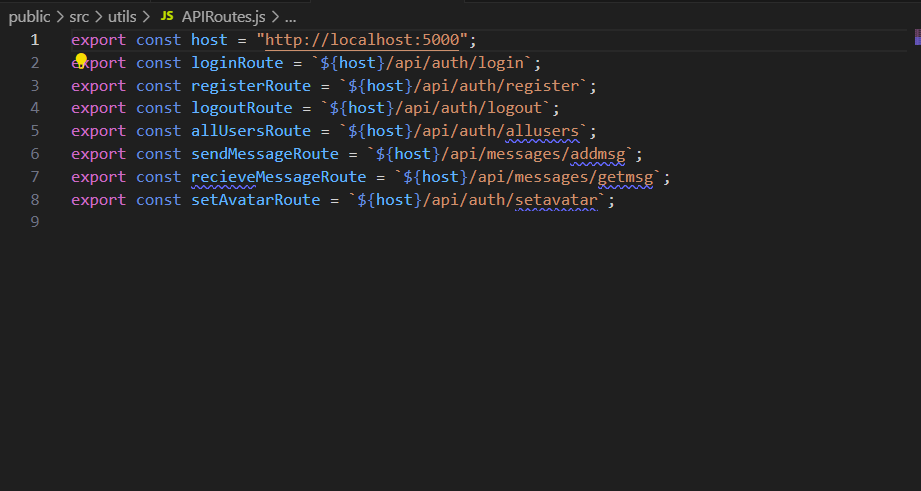 public > src > utils > JS APIRoutes.js > ...
1 export const host = "http://localhost:5000";
2 export const loginRoute = `${host}/api/auth/login`;
3 export const registerRoute = `${host}/api/auth/register`;
4 export const logoutRoute = `${host}/api/auth/logout`;
5 export const allUsersRoute = `${host}/api/auth/allusers`;
6 export const sendMessageRoute = `${host}/api/messages/addmsg`;
7 export const recieveMessageRoute = `${host}/api/messages/getmsg`;
8 export const setAvatarRoute = `${host}/api/auth/setavatar`;
9